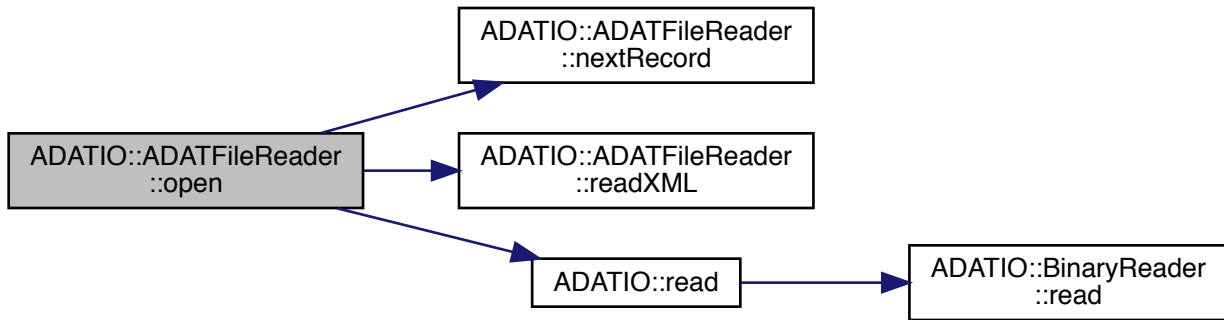 ADATIO::ADATFileReader
::open
ADATIO::ADATFileReader
::nextRecord
ADATIO::ADATFileReader
::readXML
ADATIO::read
ADATIO::BinaryReader
::read